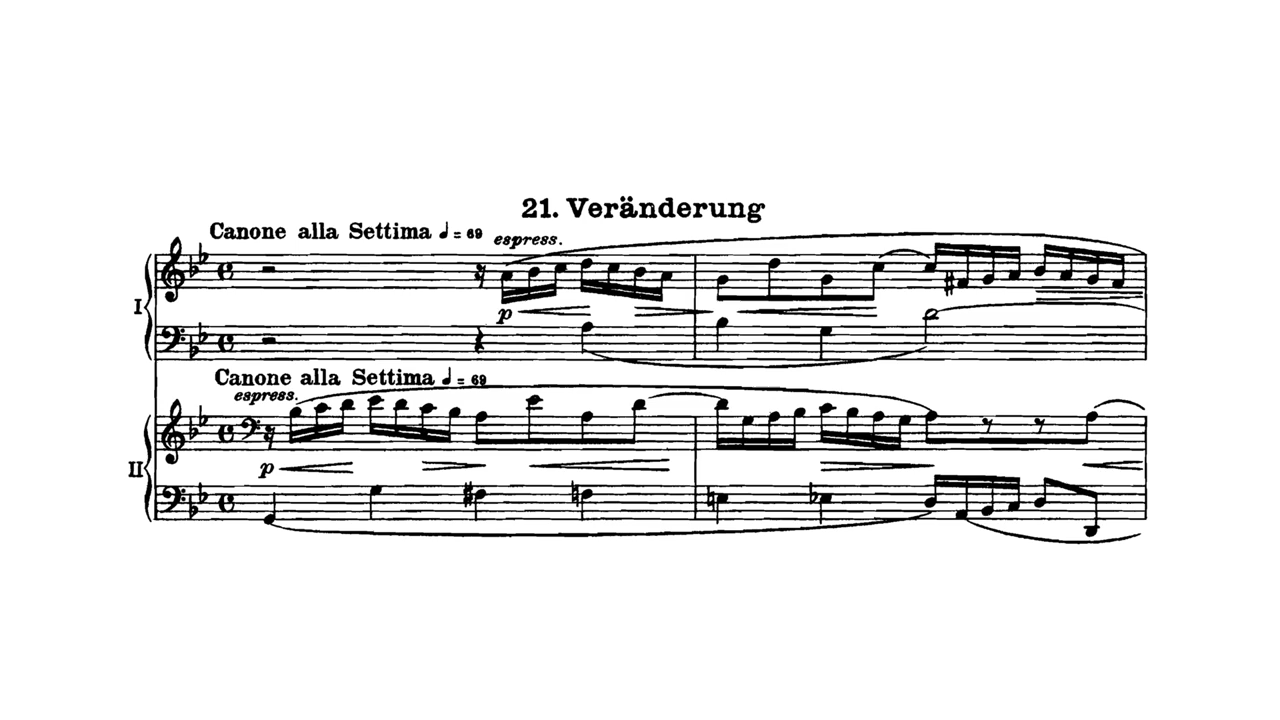 21. Veränderung
Canone alla Settima ♩ = 69
espress.
I
p
Canone alla Settima ♩ = 69
espress.
II
p